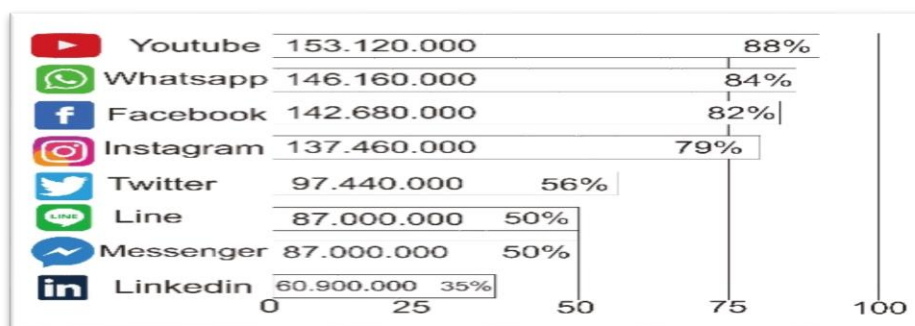 Youtube 153.120.000 88%
Whatsapp 146.160.000 84%
Facebook 142.680.000 82%
Instagram 137.460.000 79%
Twitter 97.440.000 56%
LINE Line 87.000.000 50%
Messenger 87.000.000 50%
in Linkedin 60.900.000 35%
0 25 50 75 100